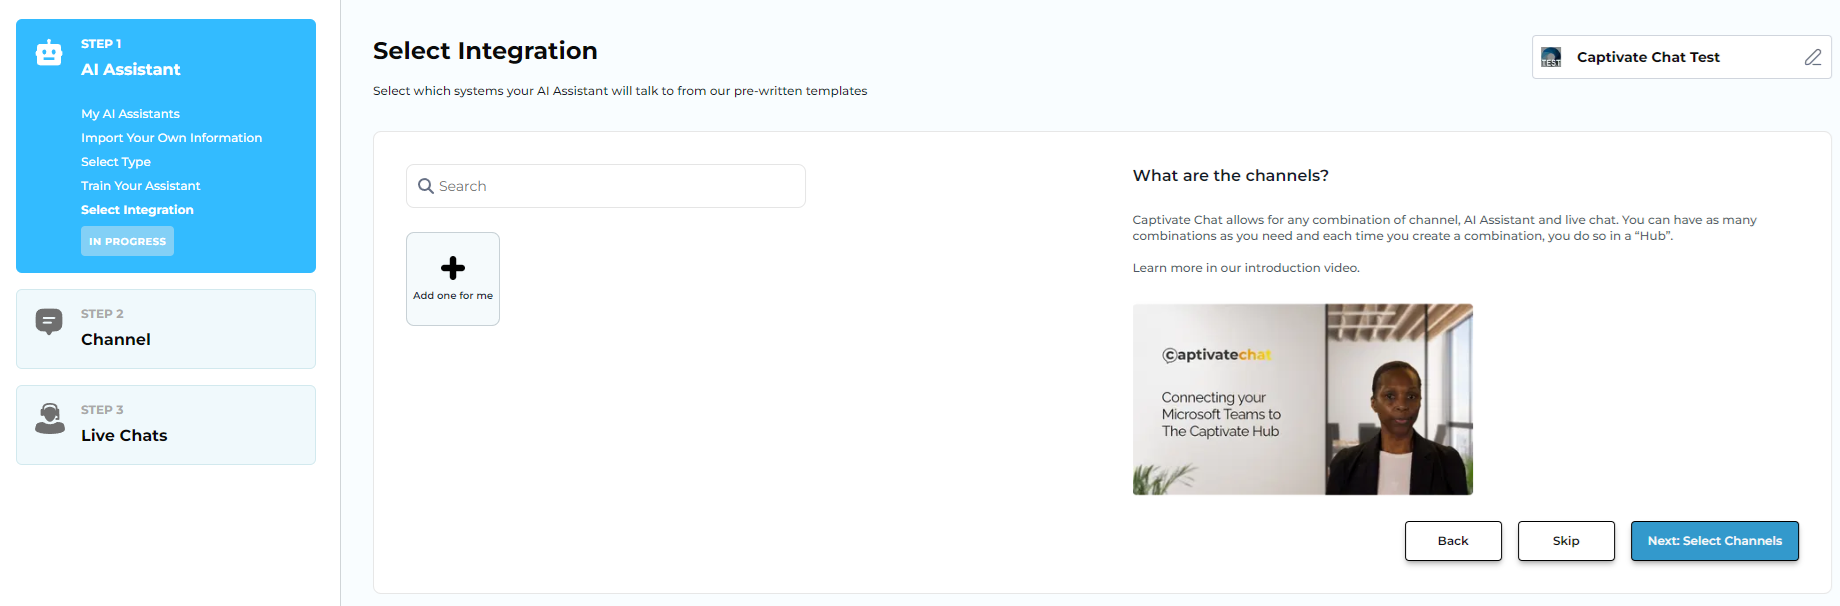 STEP 1
AI Assistant
My AI Assistants
Import Your Own Information
Select Type
Train Your Assistant
Select Integration
IN PROGRESS
STEP 2
Channel
STEP 3
Live Chats
Select Integration
Select which systems your AI Assistant will talk to from our pre-written templates
TEST
Captivate Chat Test
Search
Add one for me
What are the channels?
Captivate Chat allows for any combination of channel, AI Assistant and live chat. You can have as many
combinations as you need and each time you create a combination, you do so in a “Hub”.
Learn more in our introduction video.
captivatechat
Connecting your
Microsoft Teams to
The Captivate Hub
Back
Skip
Next: Select Channels